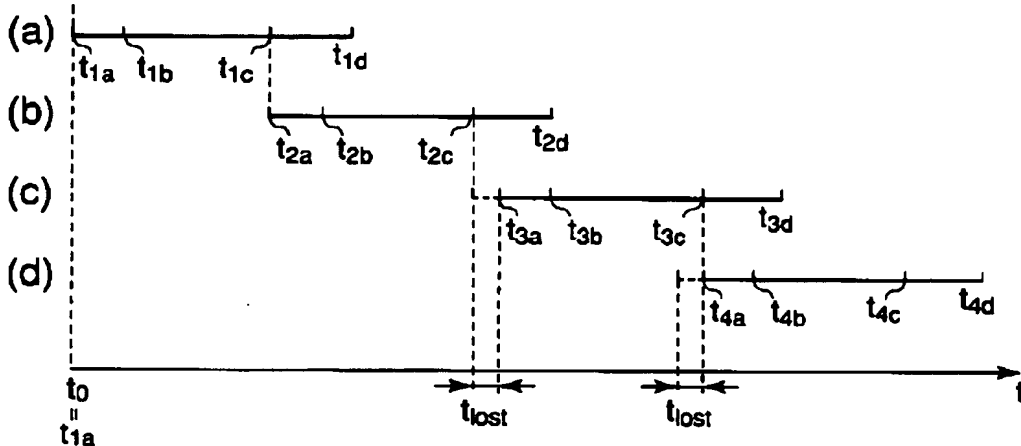 (a)
t1a t1b t1c t1d
(b)
t2a t2b t2c t2d
(c)
t3a t3b t3c t3d
(d)
t4a t4b t4c t4d
t0 tlost tlost t
=
t1a